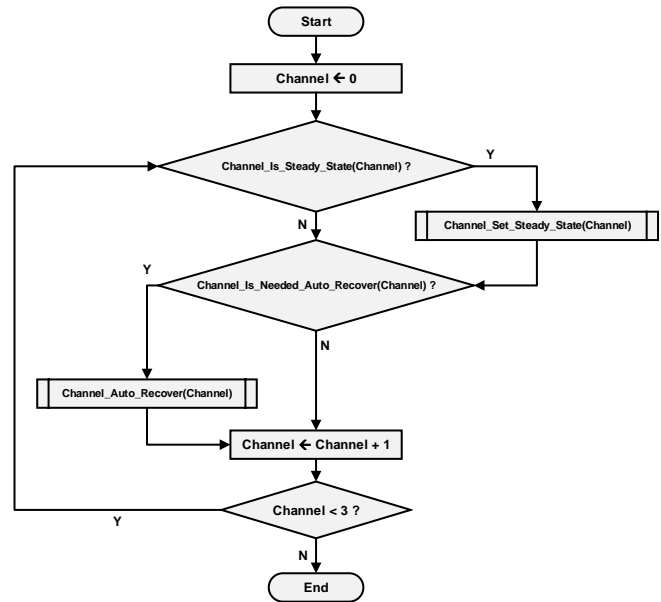 Start
Channel ← 0
Channel_Is_Steady_State(Channel) ?
Y
Channel_Set_Steady_State(Channel)
N
Channel_Is_Needed_Auto_Recover(Channel) ?
Y
N
Channel_Auto_Recover(Channel)
Channel ← Channel + 1
Channel < 3 ?
Y
N
End